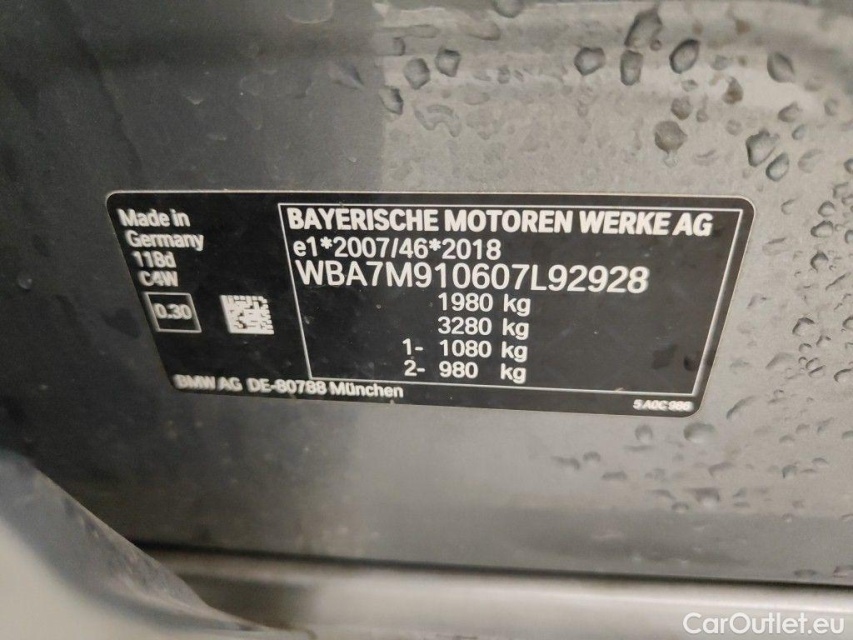 Made in
Germany
118d
C4W
0.30
BAYERISCHE MOTOREN WERKE AG
e1*2007/46*2018
WBA7M910607L92928
1980 kg
3280 kg
1- 1080 kg
2- 980 kg
BMW AG DE-80788 München
5 A0C 986
CarOutlet.eu